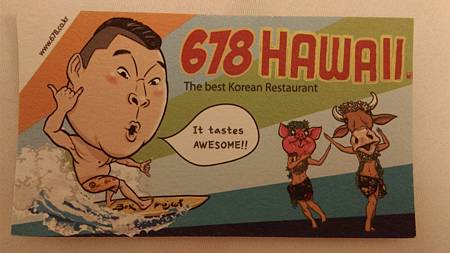 www.678.co.kr
678 HAWAII
The best Korean Restaurant
It tastes
AWESOME!!